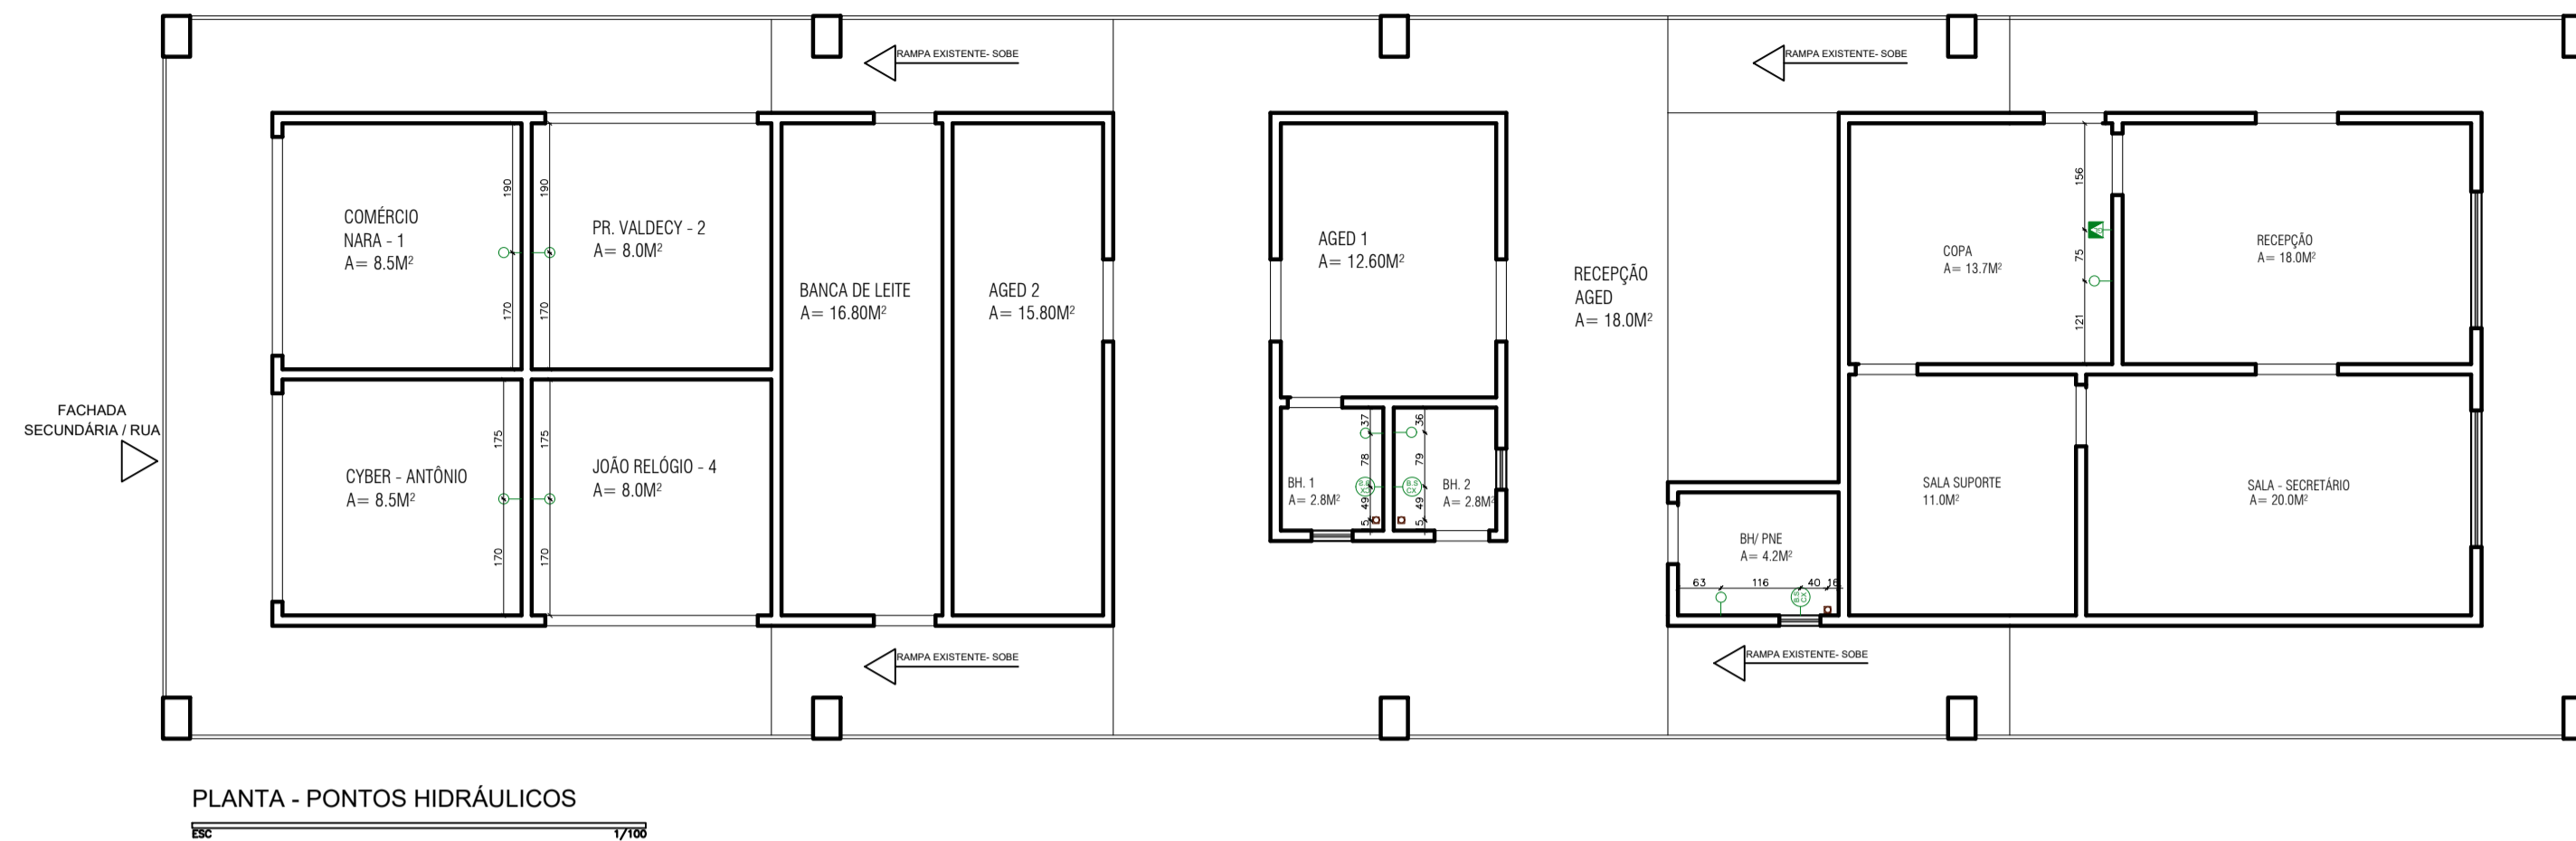 RAMPA EXISTENTE- SOBE
RAMPA EXISTENTE- SOBE
COMÉRCIO
NARA - 1
A= 8.5M²
190
170
190
170
PR. VALDECY - 2
A= 8.0M²
BANCA DE LEITE
A= 16.80M²
AGED 2
A= 15.80M²
AGED 1
A= 12.60M²
RECEPÇÃO
AGED
A= 18.0M²
COPA
A= 13.7M²
156
75
121
RECEPÇÃO
A= 18.0M²
FACHADA
SECUNDÁRIA / RUA
CYBER - ANTÔNIO
A= 8.5M²
175
170
175
170
JOÃO RELÓGIO - 4
A= 8.0M²
BH. 1
A= 2.8M²
37
78
49
15
B.S
CX
36
79
49
15
B.S
CX
BH. 2
A= 2.8M²
SALA SUPORTE
11.0M²
SALA - SECRETÁRIO
A= 20.0M²
BH/ PNE
A= 4.2M²
63
116
40
16
B.S
CX
RAMPA EXISTENTE- SOBE
RAMPA EXISTENTE- SOBE
PLANTA - PONTOS HIDRÁULICOS
ESC
1/100